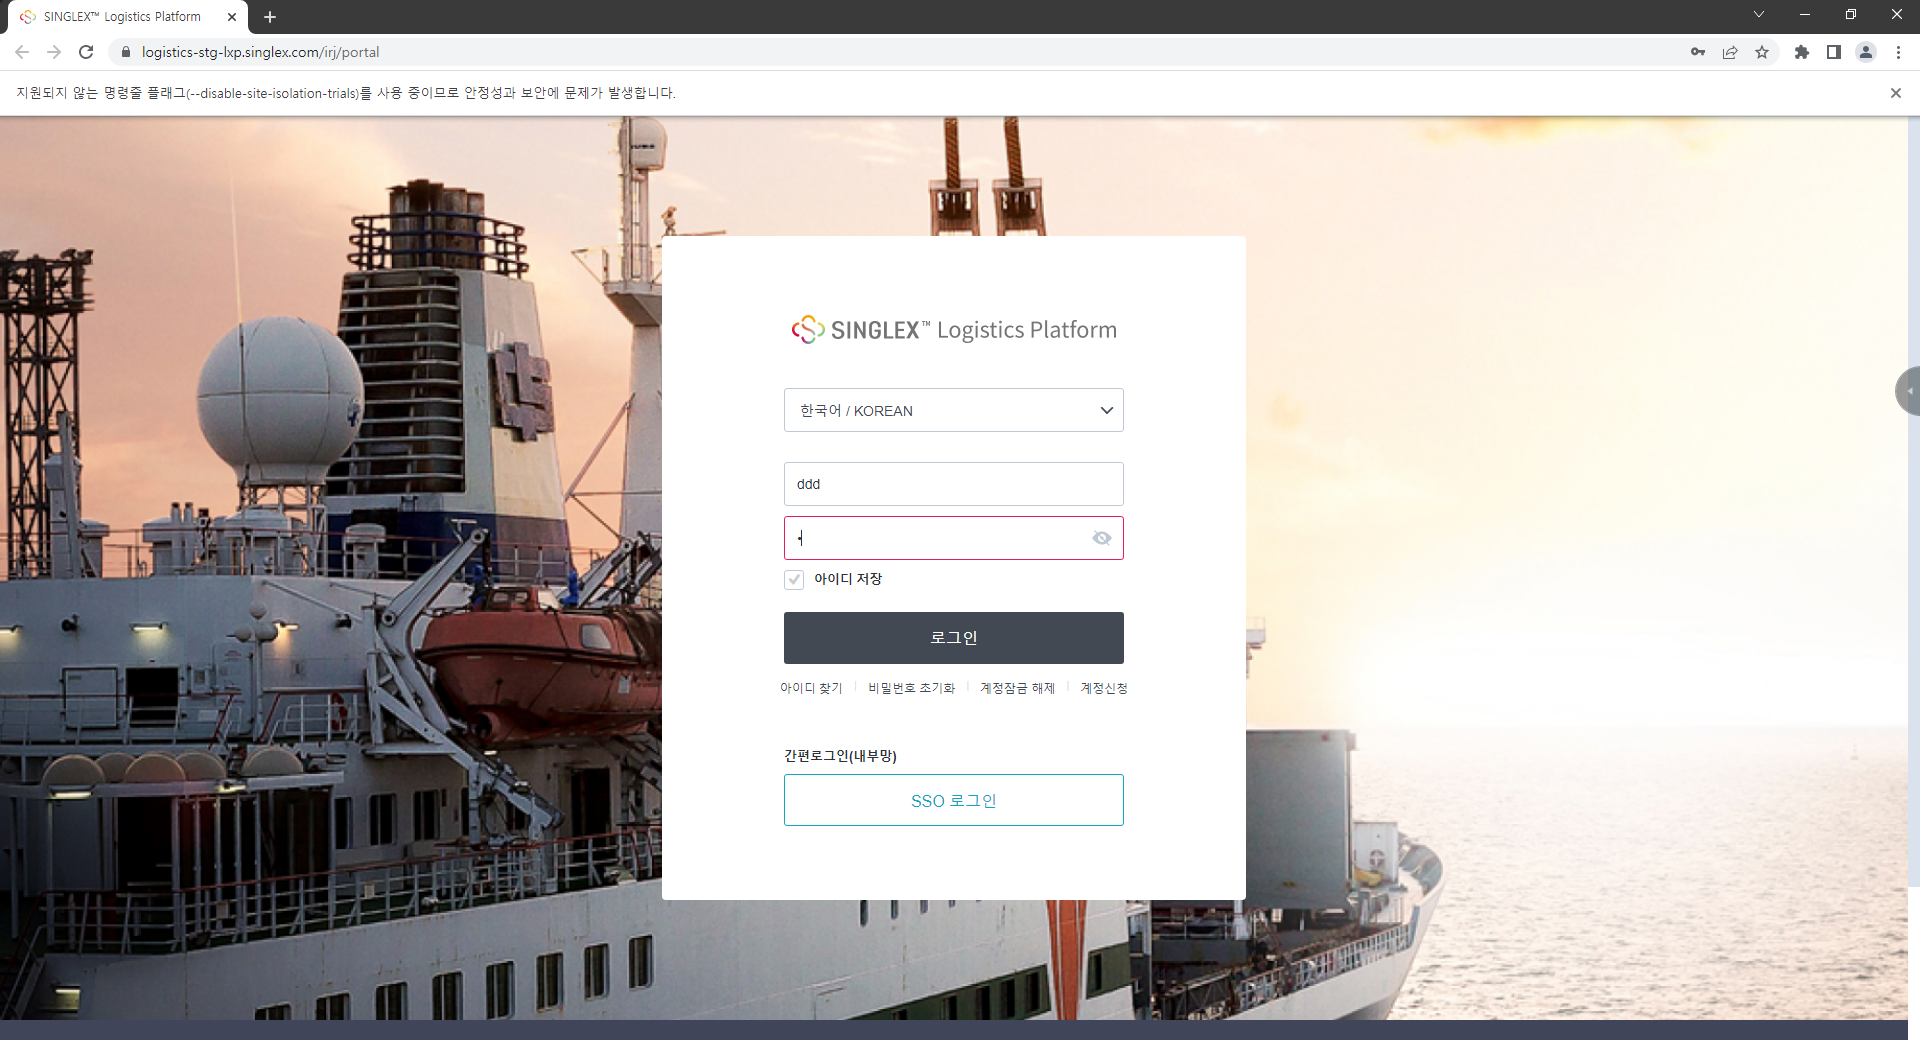 SINGLEX™ Logistics Platform
logistics-stg-lxp.singlex.com/irj/portal
지원되지 않는 명령줄 플래그(--disable-site-isolation-trials)를 사용 중이므로 안정성과 보안에 문제가 발생합니다.
SINGLEX™ Logistics Platform
한국어 / KOREAN
ddd
아이디 저장
로그인
아이디 찾기 비밀번호 초기화 계정잠금 해제 계정신청
간편로그인(내부망)
SSO 로그인